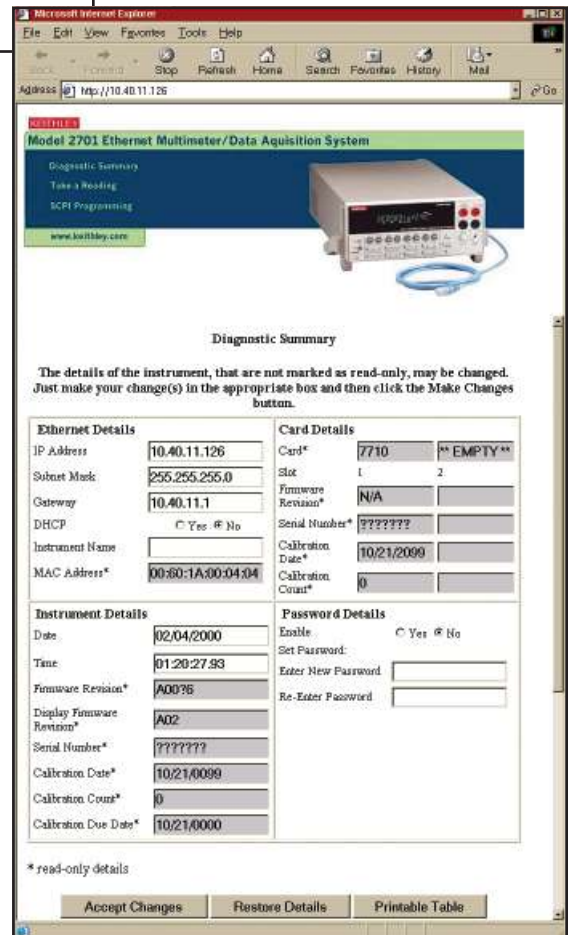 Microsoft Internet Explorer
File Edit View Favorites Tools Help
Back Forward Stop Refresh Home Search Favorites History Mail
Address http://10.40.11.126 Go
KEITHLEY
Model 2701 Ethernet Multimeter/Data Aquisition System
Diagnostic Summary
Take a Reading
SCPI Programming
www.keithley.com
Diagnostic Summary
The details of the instrument, that are not marked as read-only, may be changed.
Just make your change(s) in the appropriate box and then click the Make Changes
button.
Ethernet Details
IP Address 10.40.11.126
Subnet Mask 255.255.255.0
Gateway 10.40.11.1
DHCP Yes No
Instrument Name
MAC Address* 00:60:1A:00:04:04
Card Details
Card* 7710 ** EMPTY **
Slot 1 2
Firmware
Revision* N/A
Serial Number* ???????
Calibration
Date* 10/21/2099
Calibration
Count* 0
Instrument Details
Date 02/04/2000
Time 01:20:27.93
Firmware Revision* A00?6
Display Firmware
Revision* A02
Serial Number* ???????
Calibration Date* 10/21/0099
Calibration Count* 0
Calibration Due Date* 10/21/0000
Password Details
Enable Yes No
Set Password:
Enter New Password
Re-Enter Password
* read-only details
Accept Changes Restore Details Printable Table